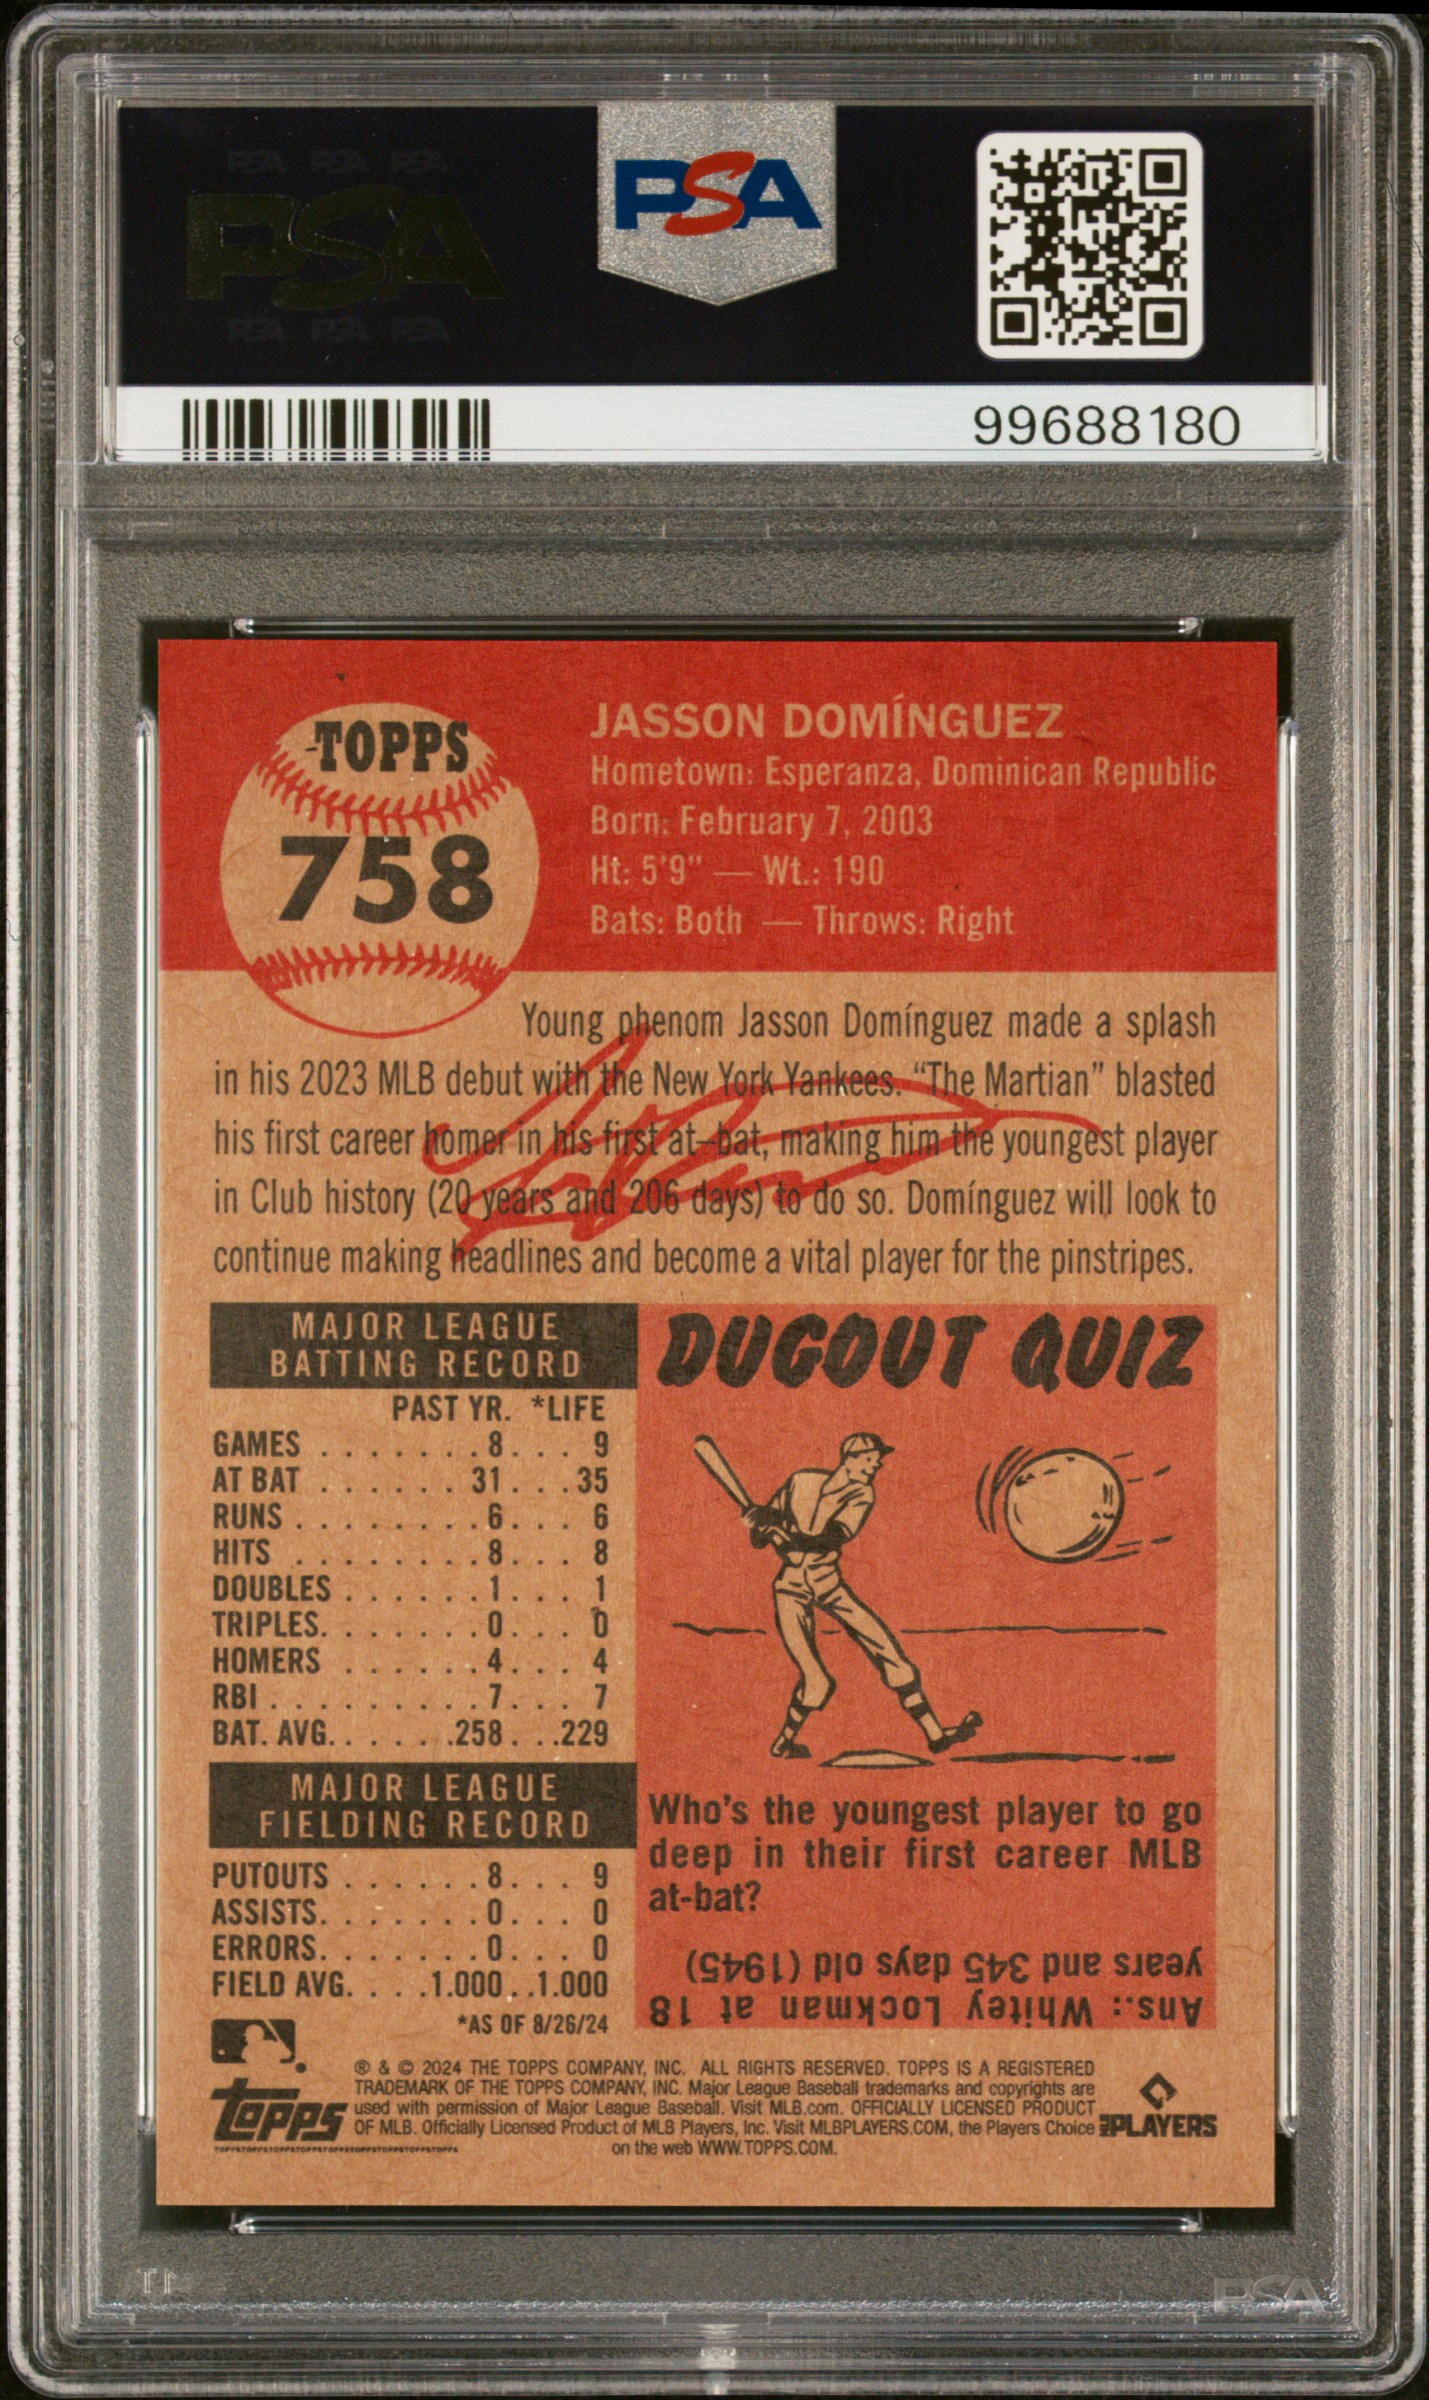 PSA PSA PSA
PSA
PSA PSA PSA
PSA
99688180
TOPPS
758
JASSON DOMÍNGUEZ
Hometown: Esperanza, Dominican Republic
Born: February 7, 2003
Ht: 5'9" — Wt.: 190
Bats: Both — Throws: Right
Young phenom Jasson Domínguez made a splash
in his 2023 MLB debut with the New York Yankees. “The Martian” blasted
his first career homer in his first at–bat, making him the youngest player
in Club history (20 years and 206 days) to do so. Domínguez will look to
continue making headlines and become a vital player for the pinstripes.
MAJOR LEAGUE
BATTING RECORD
PAST YR. *LIFE
GAMES . . . . . . . 8. . . 9
AT BAT . . . . . . 31. . .35
RUNS . . . . . . . . 6. . . 6
HITS . . . . . . . . 8. . . 8
DOUBLES . . . . . . 1. . . 1
TRIPLES. . . . . . . 0. . . 0
HOMERS . . . . . . 4. . . 4
RBI . . . . . . . . . 7. . . 7
BAT. AVG. . . . . .258. . .229
MAJOR LEAGUE
FIELDING RECORD
PUTOUTS . . . . . . 8. . . 9
ASSISTS. . . . . . . 0. . . 0
ERRORS. . . . . . . 0. . . 0
FIELD AVG. . . .1.000. .1.000
*AS OF 8/26/24
DUGOUT QUIZ
Who's the youngest player to go
deep in their first career MLB
at-bat?
Ans.: Whitey Lockman at 18
years and 345 days old (1945)
topps
® & © 2024 THE TOPPS COMPANY, INC. ALL RIGHTS RESERVED. TOPPS IS A REGISTERED
TRADEMARK OF THE TOPPS COMPANY, INC. Major League Baseball trademarks and copyrights are
used with permission of Major League Baseball. Visit MLB.com. OFFICIALLY LICENSED PRODUCT
OF MLB. Officially Licensed Product of MLB Players, Inc. Visit MLBPLAYERS.COM, the Players Choice
on the web WWW.TOPPS.COM.
MLB PLAYERS
TOPPSTOPPSTOPPSTOPPSTOPPSTOPPSTOPPSTOPPSTOPPS
PSA